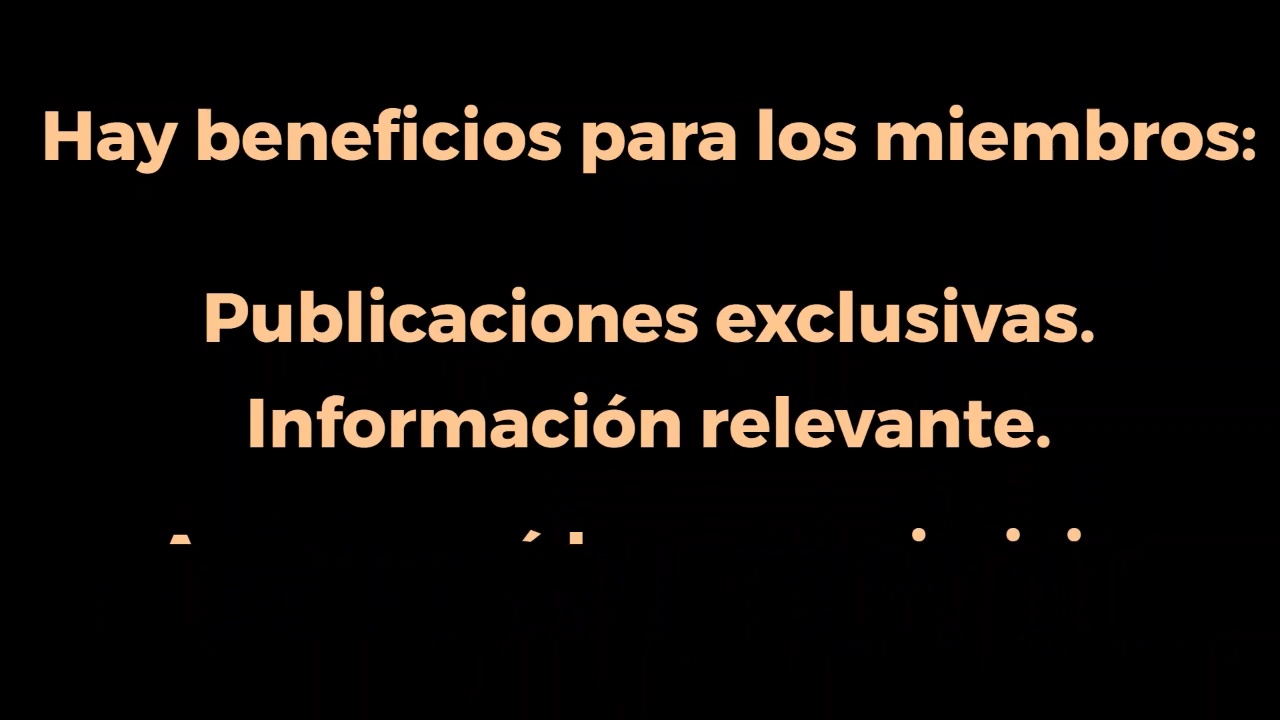 Hay beneficios para los miembros:
Publicaciones exclusivas.
Información relevante.